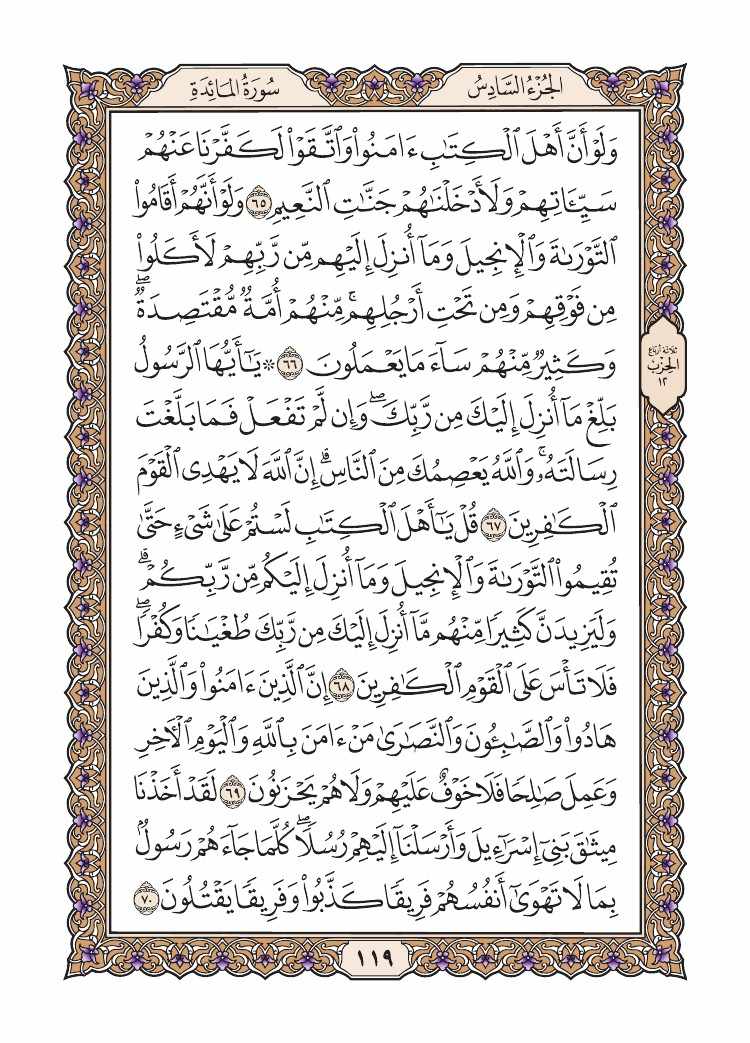 الجُزْءُ السَّادِسُ
سُورَةُ المَائِدَةِ
وَلَوْ أَنَّ أَهْلَ ٱلْكِتَٰبِ ءَامَنُوا۟ وَٱتَّقَوْا۟ لَكَفَّرْنَا عَنْهُمْ
سَيِّـَٔاتِهِمْ وَلَأَدْخَلْنَٰهُمْ جَنَّٰتِ ٱلنَّعِيمِ ٦٥ وَلَوْ أَنَّهُمْ أَقَامُوا۟
ٱلتَّوْرَىٰةَ وَٱلْإِنجِيلَ وَمَآ أُنزِلَ إِلَيْهِم مِّن رَّبِّهِمْ لَأَكَلُوا۟
مِن فَوْقِهِمْ وَمِن تَحْتِ أَرْجُلِهِم ۚ مِّنْهُمْ أُمَّةٌ مُّقْتَصِدَةٌ ۖ
وَكَثِيرٌ مِّنْهُمْ سَآءَ مَا يَعْمَلُونَ ٦٦ ۞ يَٰٓأَيُّهَا ٱلرَّسُولُ
بَلِّغْ مَآ أُنزِلَ إِلَيْكَ مِن رَّبِّكَ ۖ وَإِن لَّمْ تَفْعَلْ فَمَا بَلَّغْتَ
رِسَالَتَهُۥ ۚ وَٱللَّهُ يَعْصِمُكَ مِنَ ٱلنَّاسِ ۗ إِنَّ ٱللَّهَ لَا يَهْدِى ٱلْقَوْمَ
ٱلْكَٰفِرِينَ ٦٧ قُلْ يَٰٓأَهْلَ ٱلْكِتَٰبِ لَسْتُمْ عَلَىٰ شَىْءٍ حَتَّىٰ
تُقِيمُوا۟ ٱلتَّوْرَىٰةَ وَٱلْإِنجِيلَ وَمَآ أُنزِلَ إِلَيْكُم مِّن رَّبِّكُمْ ۗ
وَلَيَزِيدَنَّ كَثِيرًا مِّنْهُم مَّآ أُنزِلَ إِلَيْكَ مِن رَّبِّكَ طُغْيَٰنًا وَكُفْرًا ۖ
فَلَا تَأْسَ عَلَى ٱلْقَوْمِ ٱلْكَٰفِرِينَ ٦٨ إِنَّ ٱلَّذِينَ ءَامَنُوا۟ وَٱلَّذِينَ
هَادُوا۟ وَٱلصَّٰبِـُٔونَ وَٱلنَّصَٰرَىٰ مَنْ ءَامَنَ بِٱللَّهِ وَٱلْيَوْمِ ٱلْءَاخِرِ
وَعَمِلَ صَٰلِحًا فَلَا خَوْفٌ عَلَيْهِمْ وَلَا هُمْ يَحْزَنُونَ ٦٩ لَقَدْ أَخَذْنَا
مِيثَٰقَ بَنِىٓ إِسْرَٰٓءِيلَ وَأَرْسَلْنَآ إِلَيْهِمْ رُسُلًا ۖ كُلَّمَا جَآءَهُمْ رَسُولٌۢ
بِمَا لَا تَهْوَىٰٓ أَنفُسُهُمْ فَرِيقًا كَذَّبُوا۟ وَفَرِيقًا يَقْتُلُونَ ٧٠
ثلاثة أرباع
الحِزْب
١٢
١١٩